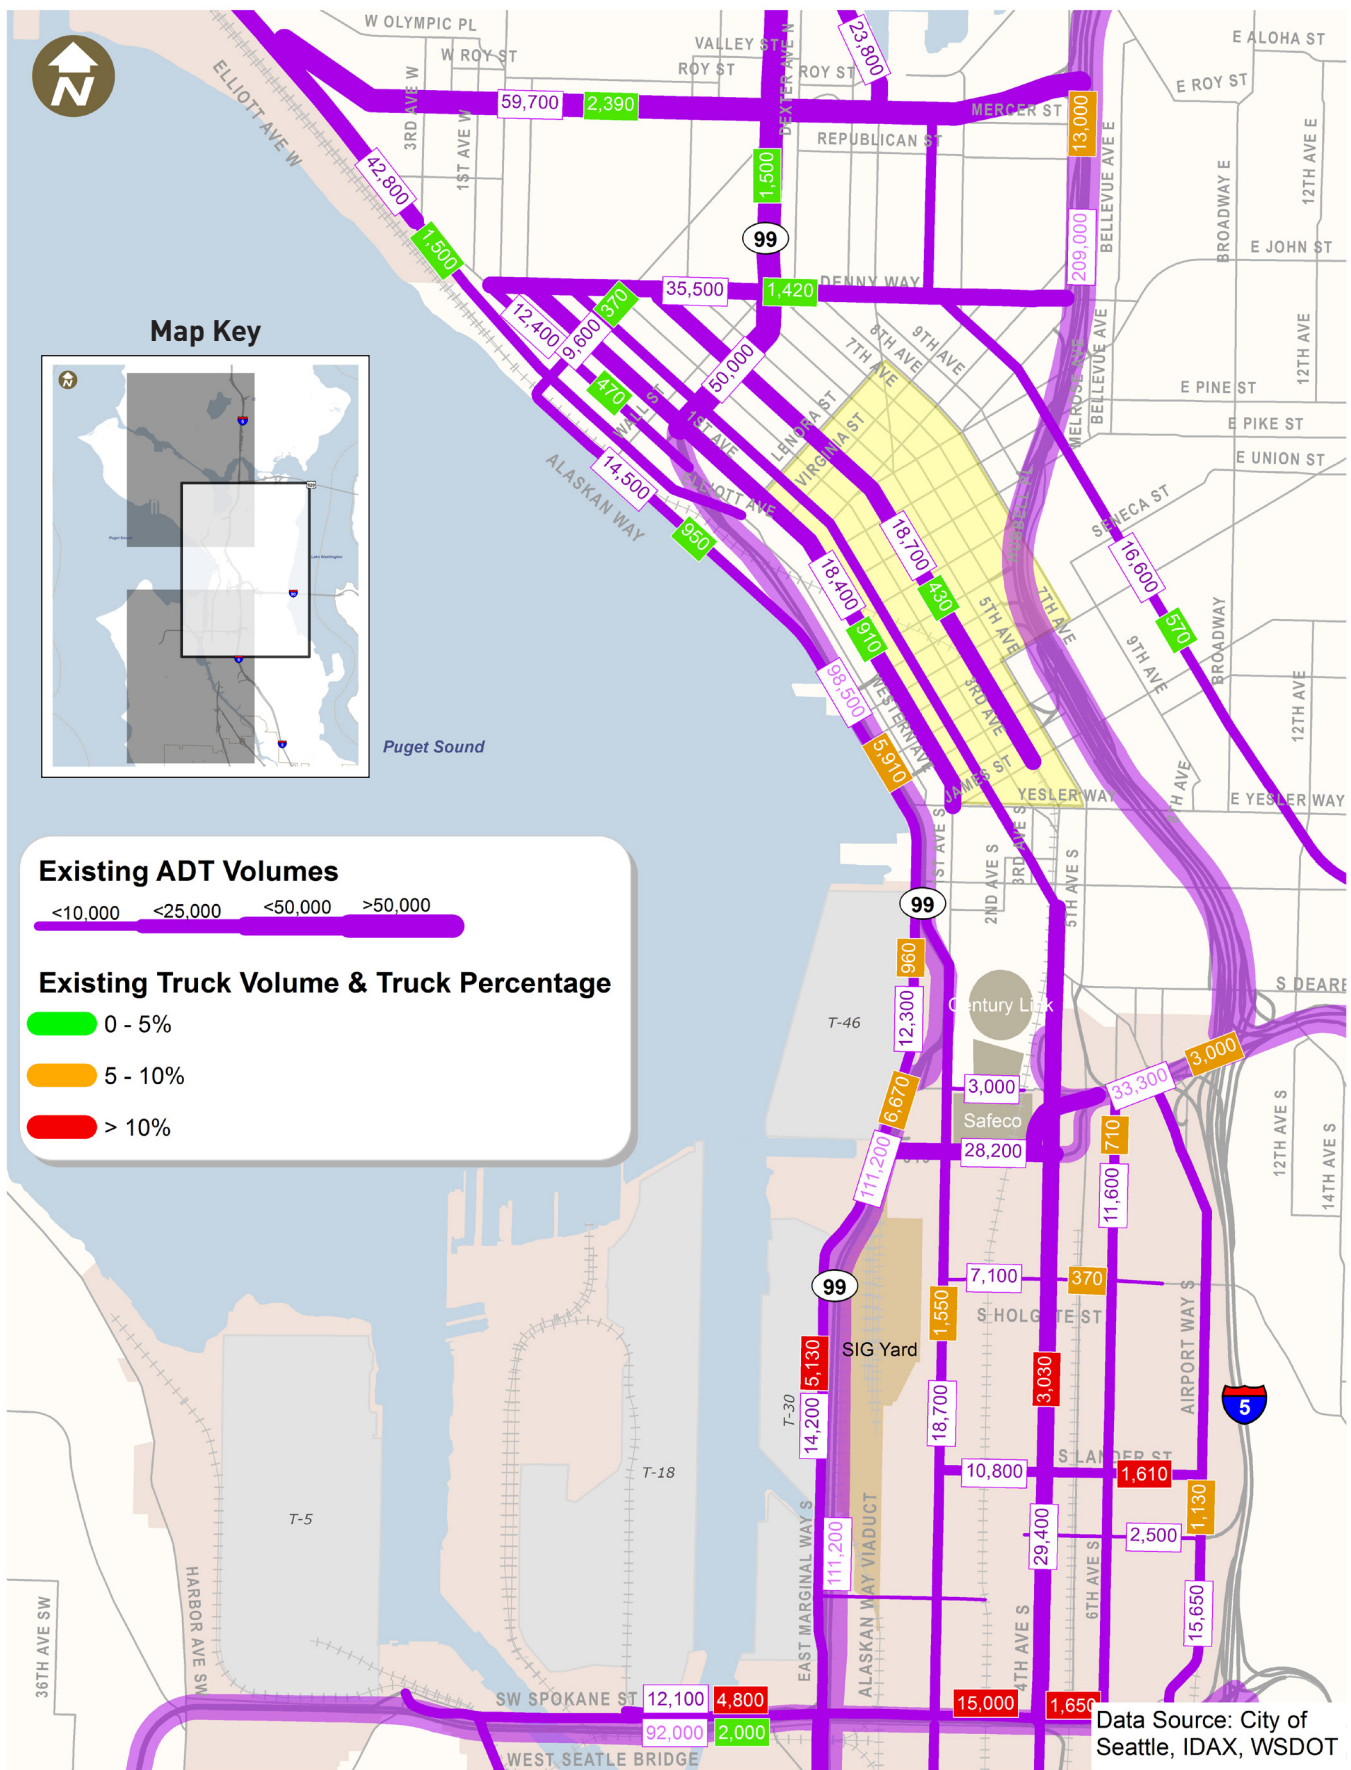 W OLYMPIC PL
W ROY ST
VALLEY ST
ROY ST
ROY ST
23,800
E ALOHA ST
E ROY ST
N
ELLIOTT AVE W
3RD AVE W
1ST AVE W
59,700
2,390
DEXTER AVE N
MERCER ST
REPUBLICAN ST
13,000
BELLEVUE AVE E
BROADWAY E
12TH AVE E
42,800
1,500
1,500
99
209,000
E JOHN ST
35,500
1,420
DENNY WAY
370
12,400
9,600
470
50,000
7TH AVE
8TH AVE
9TH AVE
MELROSE AVE
BELLEVUE AVE
12TH AVE
E PINE ST
E PIKE ST
E UNION ST
WALL ST
1ST AVE
LENORA ST
VIRGINIA ST
ALASKAN WAY
14,500
ELLIOTT AVE
950
HUBBELL PL
SENECA ST
18,700
430
18,400
910
16,600
570
5TH AVE
7TH AVE
9TH AVE
BROADWAY
12TH AVE
3RD AVE
WESTERN AVE
98,500
5,910
JAMES ST
YESLER WAY
E YESLER WAY
Map Key
N
Puget Sound
Lake Washington
Puget Sound
Existing ADT Volumes
<10,000
<25,000
<50,000
>50,000
Existing Truck Volume & Truck Percentage
0 - 5%
5 - 10%
> 10%
1ST AVE S
2ND AVE S
3RD AVE S
5TH AVE S
99
960
12,300
T-46
Century Link
S DEARB
3,000
33,300
3,000
6,670
Safeco
28,200
111,200
710
11,600
12TH AVE S
14TH AVE S
7,100
370
S HOLGATE ST
99
1,550
SIG Yard
5,130
14,200
T-30
3,030
18,700
AIRPORT WAY S
5
S LANDER ST
10,800
1,610
1,130
T-18
T-5
2,500
29,400
111,200
EAST MARGINAL WAY S
ALASKAN WAY VIADUCT
4TH AVE S
6TH AVE S
15,650
36TH AVE SW
HARBOR AVE SW
SW SPOKANE ST
12,100
4,800
15,000
1,650
92,000
2,000
WEST SEATLE BRIDGE
Data Source: City of
Seattle, IDAX, WSDOT